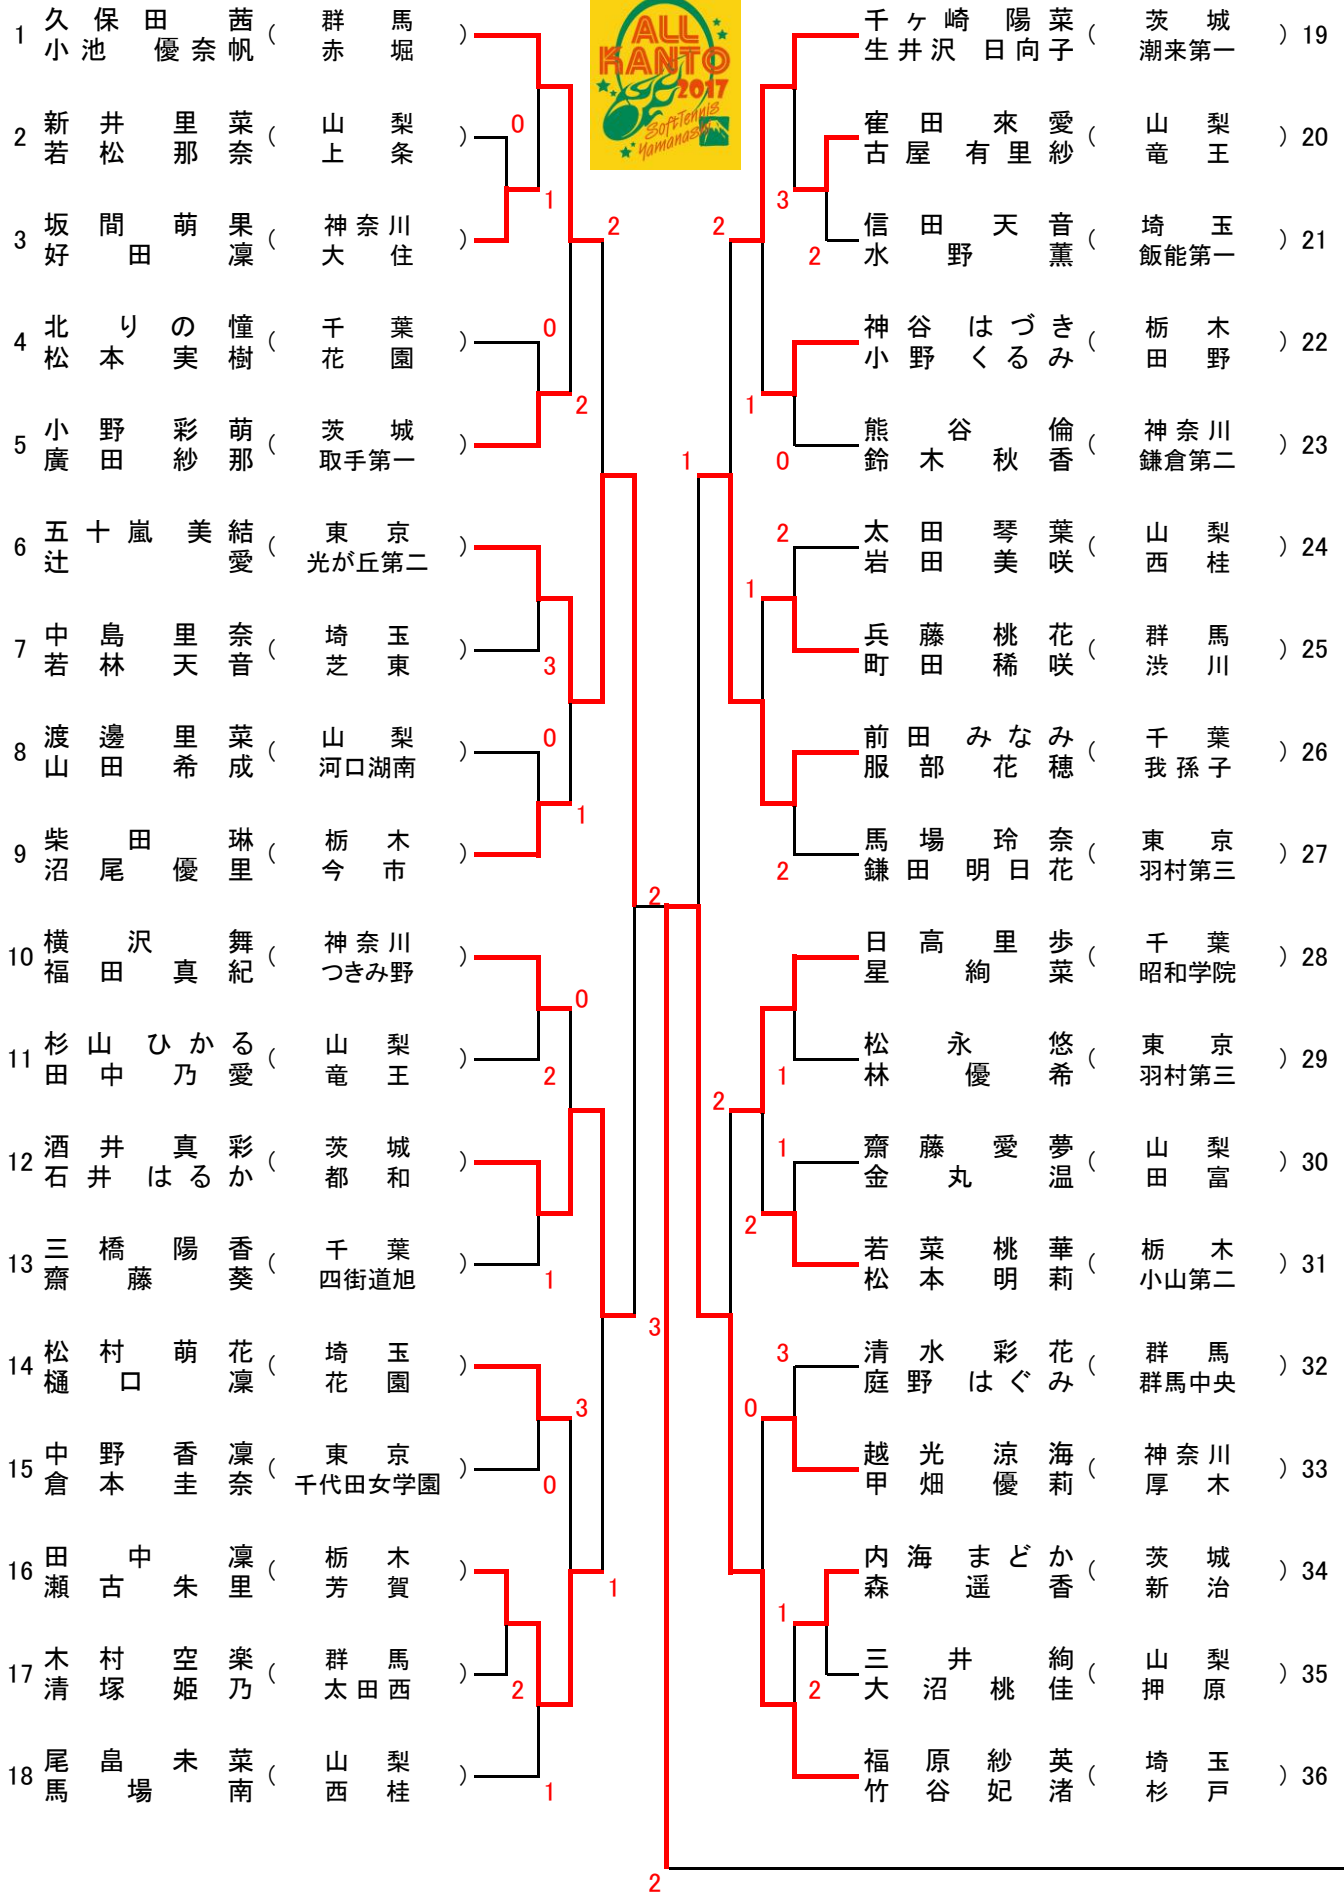 ALL
KANTO
2017
SoftTennis
Yamanashi
1 久保田 茜 ( 群馬 )
小池 優奈帆 赤堀
2 新井里菜 ( 山梨 )
若松那奈 上条
3 坂間萌果 ( 神奈川 )
好田凜 大住
4 北りの憧 ( 千葉 )
松本実樹 花園
5 小野彩萌 ( 茨城 )
廣田紗那 取手第一
6 五十嵐美結 ( 東京 )
辻愛 光が丘第二
7 中島里奈 ( 埼玉 )
若林天音 芝東
8 渡邊里菜 ( 山梨 )
山田希成 河口湖南
9 柴田琳 ( 栃木 )
沼尾優里 今市
10 横沢舞 ( 神奈川 )
福田真紀 つきみ野
11 杉山ひかる ( 山梨 )
田中乃愛 竜王
12 酒井真彩 ( 茨城 )
石井はるか 都和
13 三橋陽香 ( 千葉 )
齋藤葵 四街道旭
14 松村萌花 ( 埼玉 )
樋口凜 花園
15 中野香凜 ( 東京 )
倉本圭奈 千代田女学園
16 田中凜 ( 栃木 )
瀬古朱里 芳賀
17 木村空楽 ( 群馬 )
清塚姫乃 太田西
18 尾畠未菜 ( 山梨 )
馬場南 西桂
0
1
2
0
2
3
0
1
2
0
2
1
3
3
0
1
2
1
2
千ヶ崎陽菜 ( 茨城 ) 19
生井沢日向子 潮来第一
窪田來愛 ( 山梨 ) 20
古屋有里紗 竜王
信田天音 ( 埼玉 ) 21
水野薫 飯能第一
神谷はづき ( 栃木 ) 22
小野くるみ 田野
熊谷倫 ( 神奈川 ) 23
鈴木秋香 鎌倉第二
太田琴葉 ( 山梨 ) 24
岩田美咲 西桂
兵藤桃花 ( 群馬 ) 25
町田稀咲 渋川
前田みなみ ( 千葉 ) 26
服部花穂 我孫子
馬場玲奈 ( 東京 ) 27
鎌田明日花 羽村第三
日高里歩 ( 千葉 ) 28
星絢菜 昭和学院
松永悠 ( 東京 ) 29
林優希 羽村第三
齋藤愛夢 ( 山梨 ) 30
金丸温 田富
若菜桃華 ( 栃木 ) 31
松本明莉 小山第二
清水彩花 ( 群馬 ) 32
庭野はぐみ 群馬中央
越光涼海 ( 神奈川 ) 33
甲畑優莉 厚木
内海まどか ( 茨城 ) 34
森遥香 新治
三井絢 ( 山梨 ) 35
大沼桃佳 押原
福原紗英 ( 埼玉 ) 36
竹谷妃渚 杉戸
3
2
2
1
1
0
2
1
2
1
2
1
2
3
0
1
2